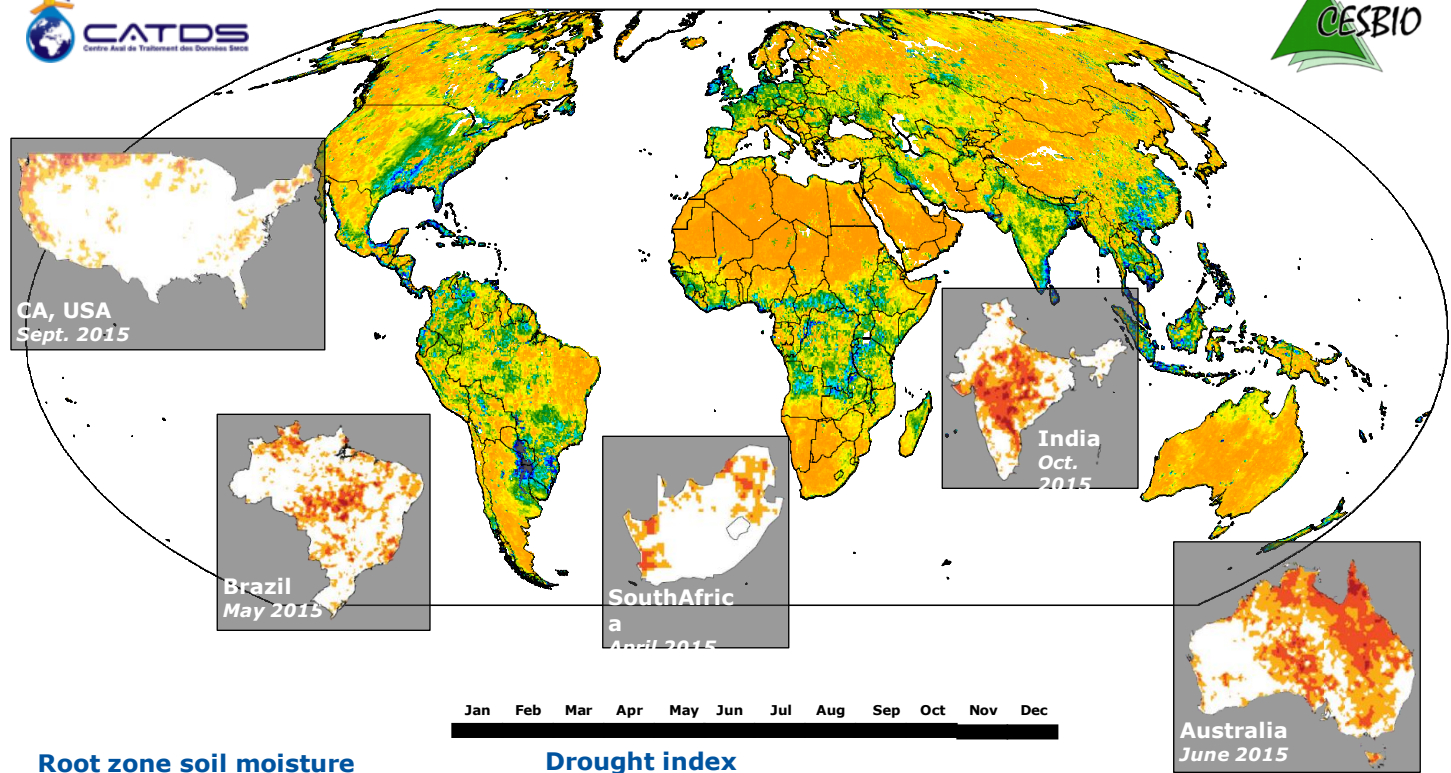 CATDS
Centre Aval de Traitement des Données SMOS
CESBIO
CA, USA
Sept. 2015
Brazil
May 2015
SouthAfric
a
April 2015
India
Oct.
2015
Australia
June 2015
Jan Feb Mar Apr May Jun Jul Aug Sep Oct Nov Dec
Root zone soil moisture
Drought index